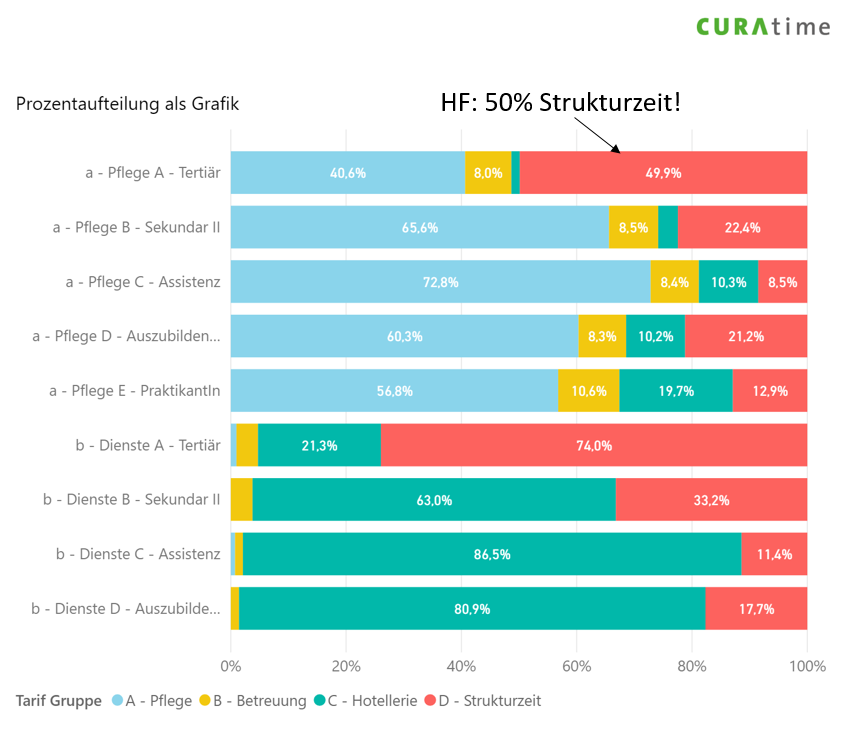 CURAtime
Prozentaufteilung als Grafik
HF: 50% Strukturzeit!
a - Pflege A - Tertiär 40,6% 8,0% 49,9%
a - Pflege B - Sekundar II 65,6% 8,5% 22,4%
a - Pflege C - Assistenz 72,8% 8,4% 10,3% 8,5%
a - Pflege D - Auszubilden... 60,3% 8,3% 10,2% 21,2%
a - Pflege E - PraktikantIn 56,8% 10,6% 19,7% 12,9%
b - Dienste A - Tertiär 21,3% 74,0%
b - Dienste B - Sekundar II 63,0% 33,2%
b - Dienste C - Assistenz 86,5% 11,4%
b - Dienste D - Auszubilde... 80,9% 17,7%
0% 20% 40% 60% 80% 100%
Tarif Gruppe A - Pflege B - Betreuung C - Hotellerie D - Strukturzeit